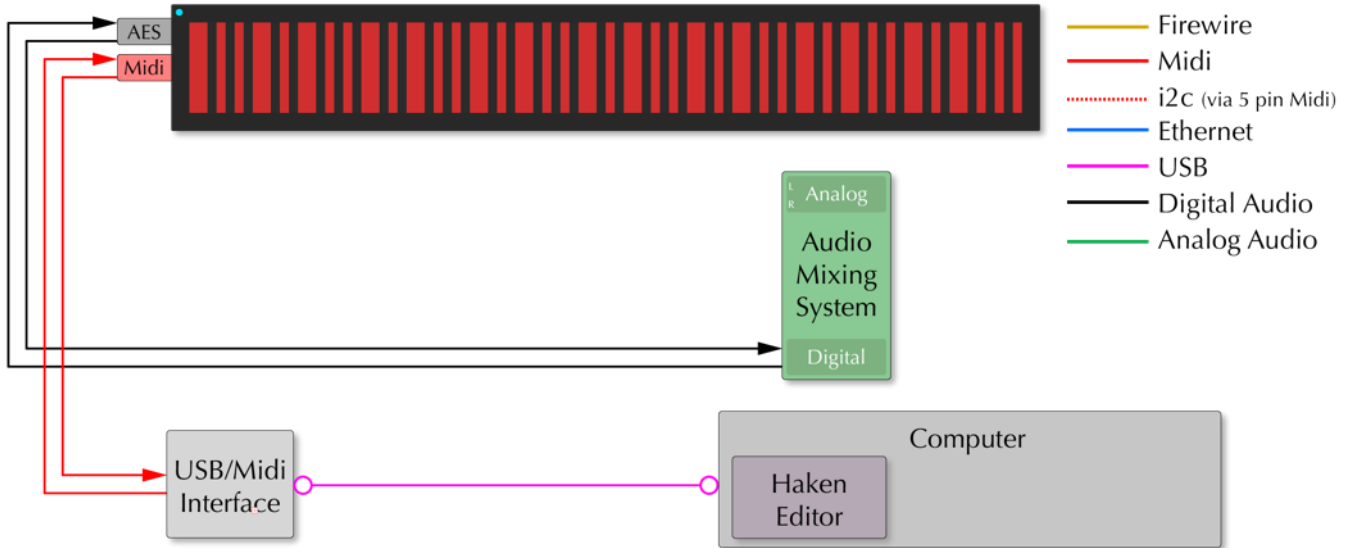 AES
Midi
Firewire
Midi
i2c (via 5 pin Midi)
Ethernet
USB
Digital Audio
Analog Audio
L
R
Analog
Audio
Mixing
System
Digital
USB/Midi
Interface
Computer
Haken
Editor